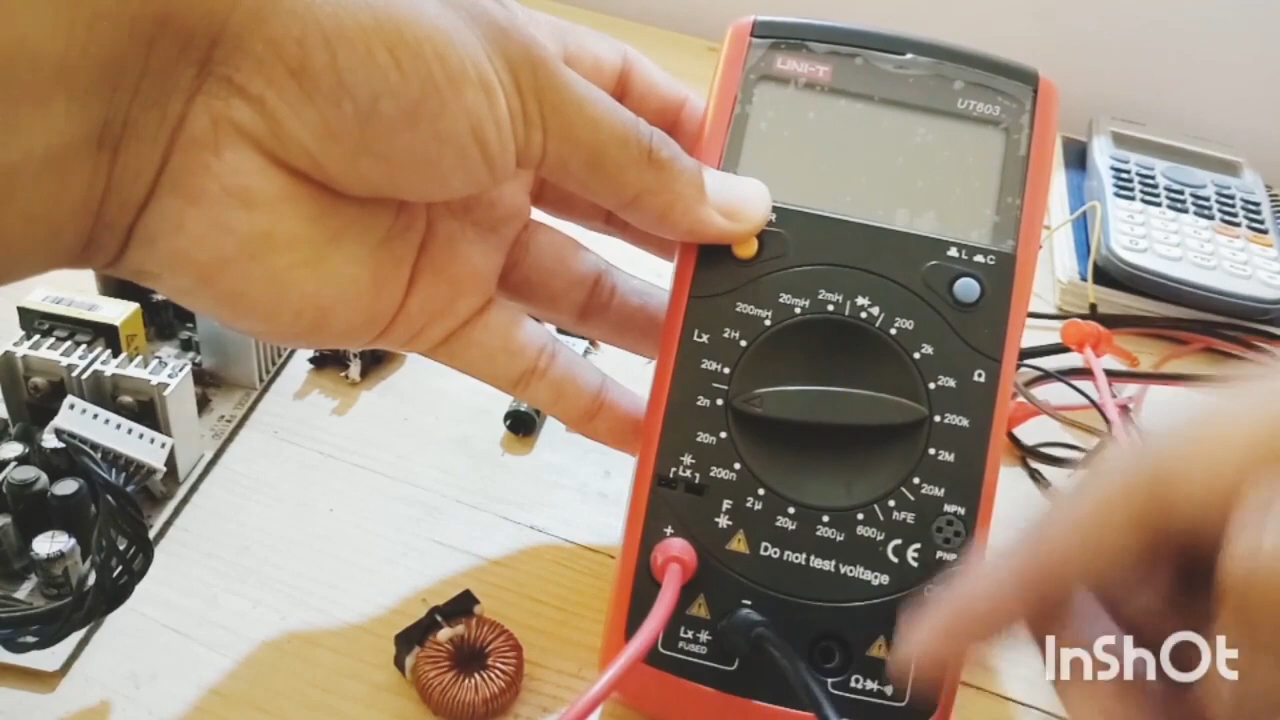 UNI-T
UT603
R
L C
2mH
20mH
200mH
2H
20H
Lx
200
2k
20k
200k
2M
20M
Ω
2n
20n
200n
Lx
F
2µ
20µ
200µ
600µ
hFE
NPN
PNP
+
Do not test voltage
CE
-
Lx
FUSED
Ω
InShOt